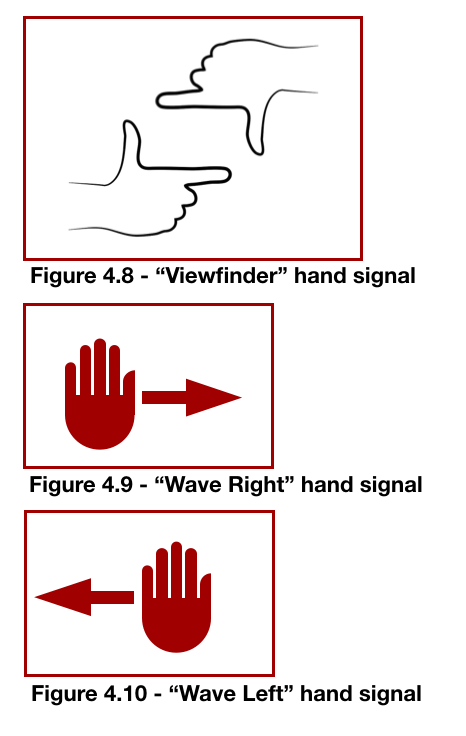 Figure 4.8 - “Viewfinder” hand signal
Figure 4.9 - “Wave Right” hand signal
Figure 4.10 - “Wave Left” hand signal